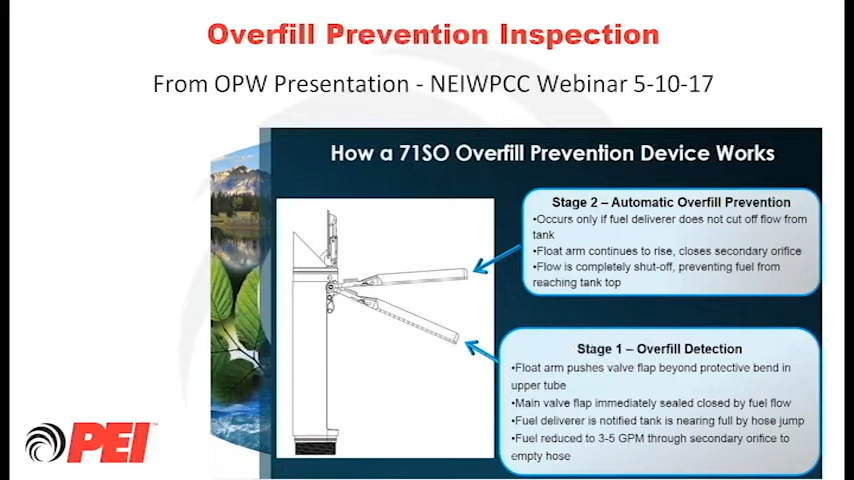 Overfill Prevention Inspection
From OPW Presentation - NEIWPCC Webinar 5-10-17
How a 71SO Overfill Prevention Device Works
Stage 2 – Automatic Overfill Prevention
•Occurs only if fuel deliverer does not cut off flow from
tank
•Float arm continues to rise, closes secondary orifice
•Flow is completely shut-off, preventing fuel from
reaching tank top
Stage 1 – Overfill Detection
•Float arm pushes valve flap beyond protective bend in
upper tube
•Main valve flap immediately sealed closed by fuel flow
•Fuel deliverer is notified tank is nearing full by hose jump
•Fuel reduced to 3-5 GPM through secondary orifice to
empty hose
PEI